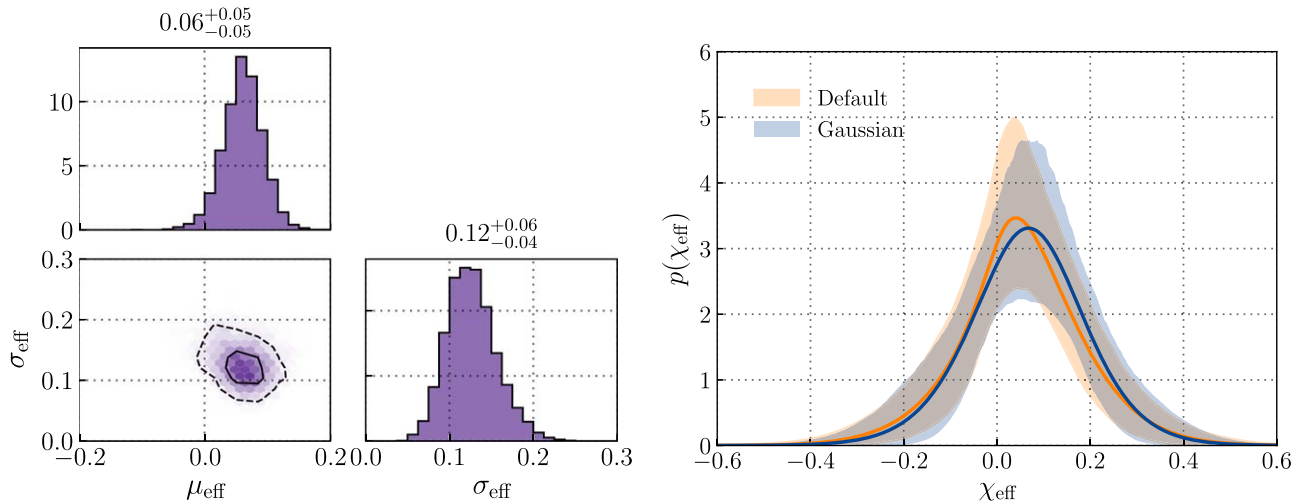 0.06^{+0.05}_{-0.05}
10
5
0
0.12^{+0.06}_{-0.04}
0.3
0.2
0.1
0.0
σ_eff
−0.2 0.0 0.2
μ_eff
0.0 0.1 0.2 0.3
σ_eff
6
5
4
3
2
1
0
p(χ_eff)
Default
Gaussian
−0.6 −0.4 −0.2 0.0 0.2 0.4 0.6
χ_eff